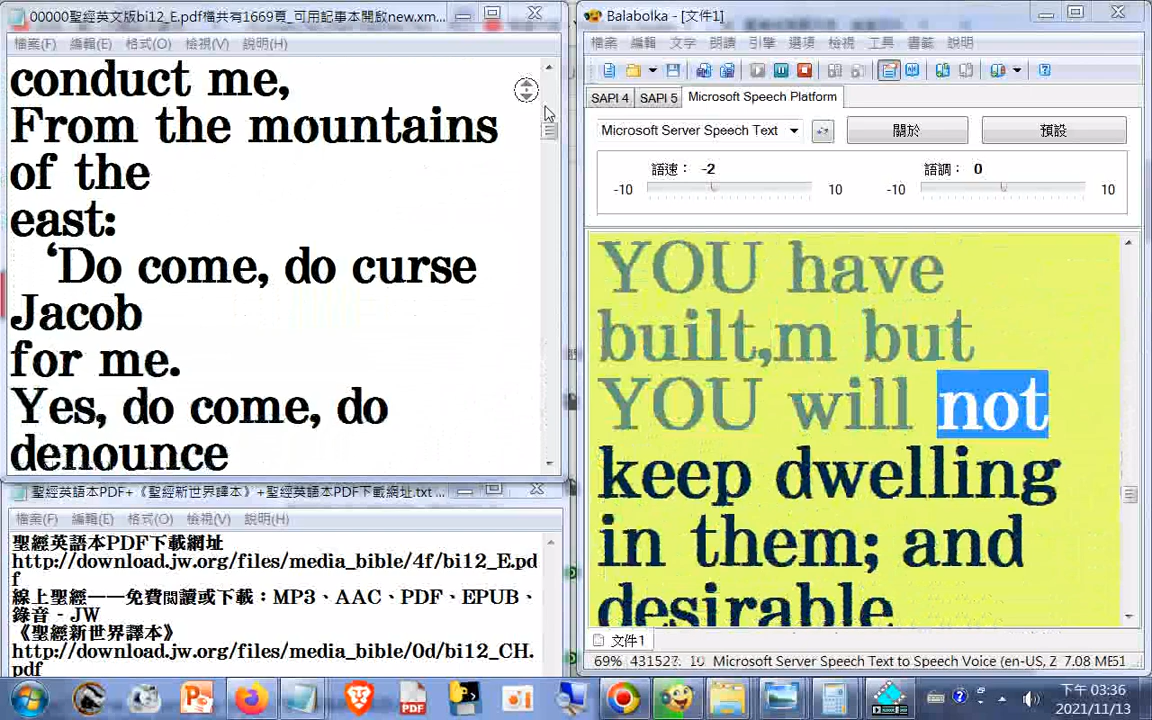 00000聖經英文版bi12_E.pdf檔共有1669頁_可用記事本開啟new.xm...
檔案(F) 編輯(E) 格式(O) 檢視(V) 說明(H)
conduct me,
From the mountains
of the
east:
‘Do come, do curse
Jacob
for me.
Yes, do come, do
denounce
聖經英語本PDF+《聖經新世界譯本》+聖經英語本PDF下載網址.txt ...
檔案(F) 編輯(E) 格式(O) 檢視(V) 說明(H)
聖經英語本PDF下載網址
http://download.jw.org/files/media_bible/4f/bi12_E.pd
f
線上聖經——免費閱讀或下載：MP3、AAC、PDF、EPUB、
錄音 - JW
《聖經新世界譯本》
http://download.jw.org/files/media_bible/0d/bi12_CH.
pdf
Balabolka - [文件1]
檔案 編輯 文字 朗讀 引擎 選項 檢視 工具 書籤 說明
SAPI 4 SAPI 5 Microsoft Speech Platform
Microsoft Server Speech Text 關於 預設
語速： -2 語調： 0
-10 10 -10 10
YOU have
built,m but
YOU will not
keep dwelling
in them; and
desirable
文件1
69% 431527: 10 Microsoft Server Speech Text to Speech Voice (en-US, Z 7.08 ME51
PDF
下午 03:36
2021/11/13